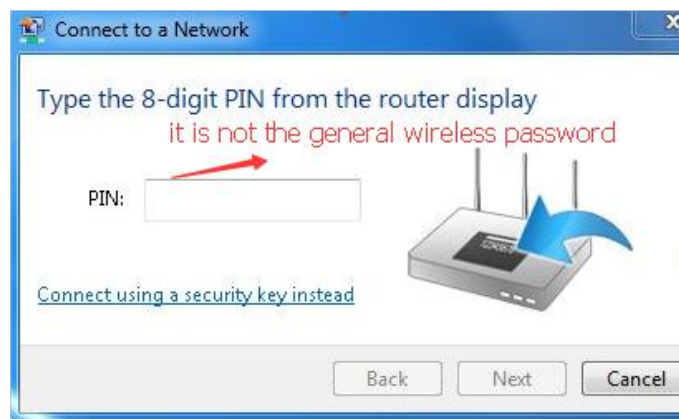 Connect to a Network
X
Type the 8-digit PIN from the router display
it is not the general wireless password
PIN:
Connect using a security key instead
Back
Next
Cancel